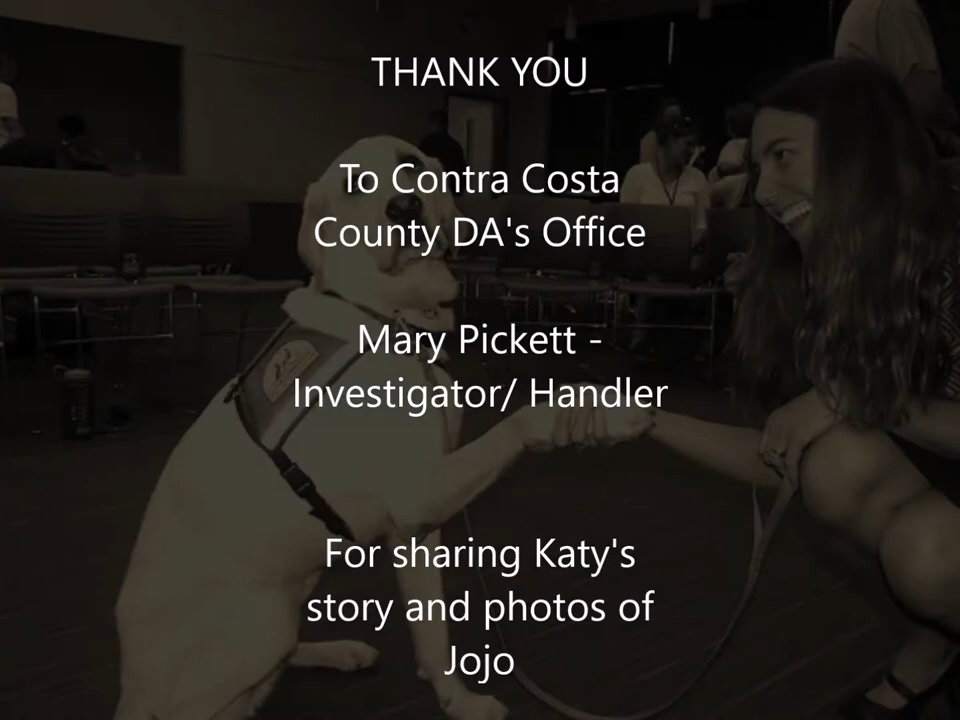 THANK YOU
To Contra Costa
County DA's Office
Mary Pickett -
Investigator/ Handler
For sharing Katy's
story and photos of
Jojo